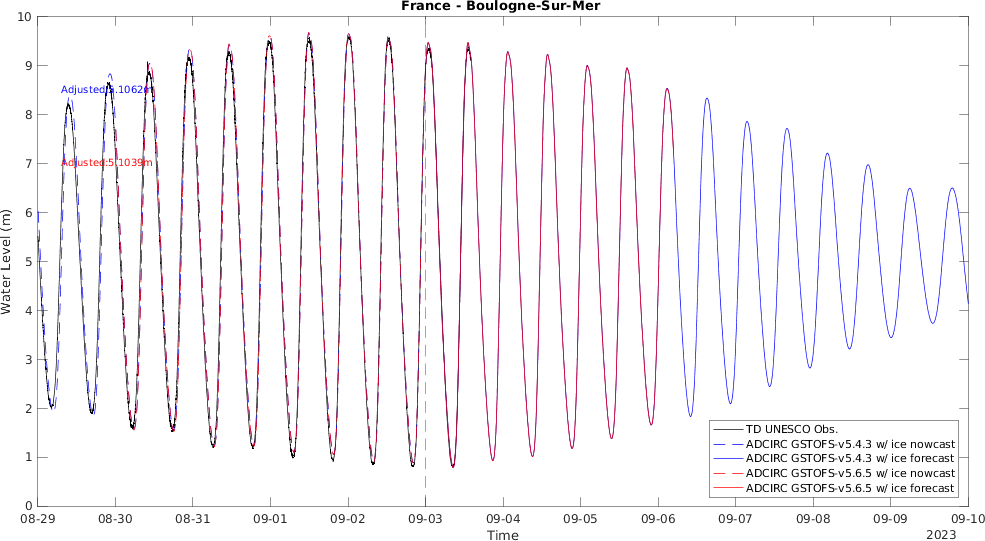 France - Boulogne-Sur-Mer
10
9
8
7
6
5
4
3
2
1
0
Water Level (m)
Adjusted:5.1062m
Adjusted:5.1039m
TD UNESCO Obs.
ADCIRC GSTOFS-v5.4.3 w/ ice nowcast
ADCIRC GSTOFS-v5.4.3 w/ ice forecast
ADCIRC GSTOFS-v5.6.5 w/ ice nowcast
ADCIRC GSTOFS-v5.6.5 w/ ice forecast
08-29 08-30 08-31 09-01 09-02 09-03 09-04 09-05 09-06 09-07 09-08 09-09 09-10
Time
2023